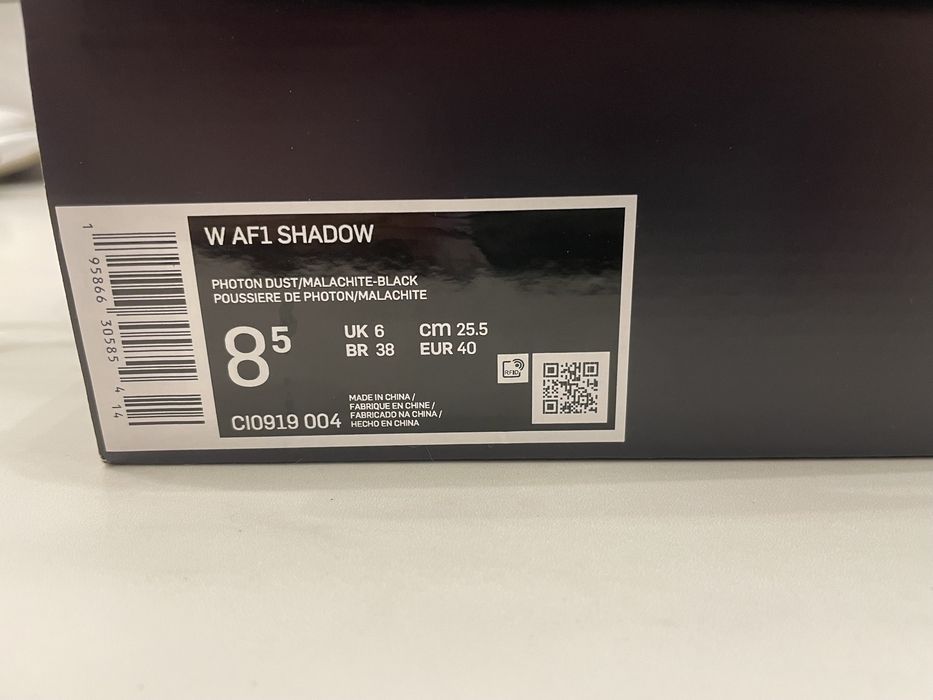 1 95866 30585 4 14
W AF1 SHADOW
PHOTON DUST/MALACHITE-BLACK
POUSSIERE DE PHOTON/MALACHITE
8 5
UK 6 CM 25.5
BR 38 EUR 40
RFID
MADE IN CHINA /
FABRIQUE EN CHINE /
FABRICADO NA CHINA /
HECHO EN CHINA
CI0919 004